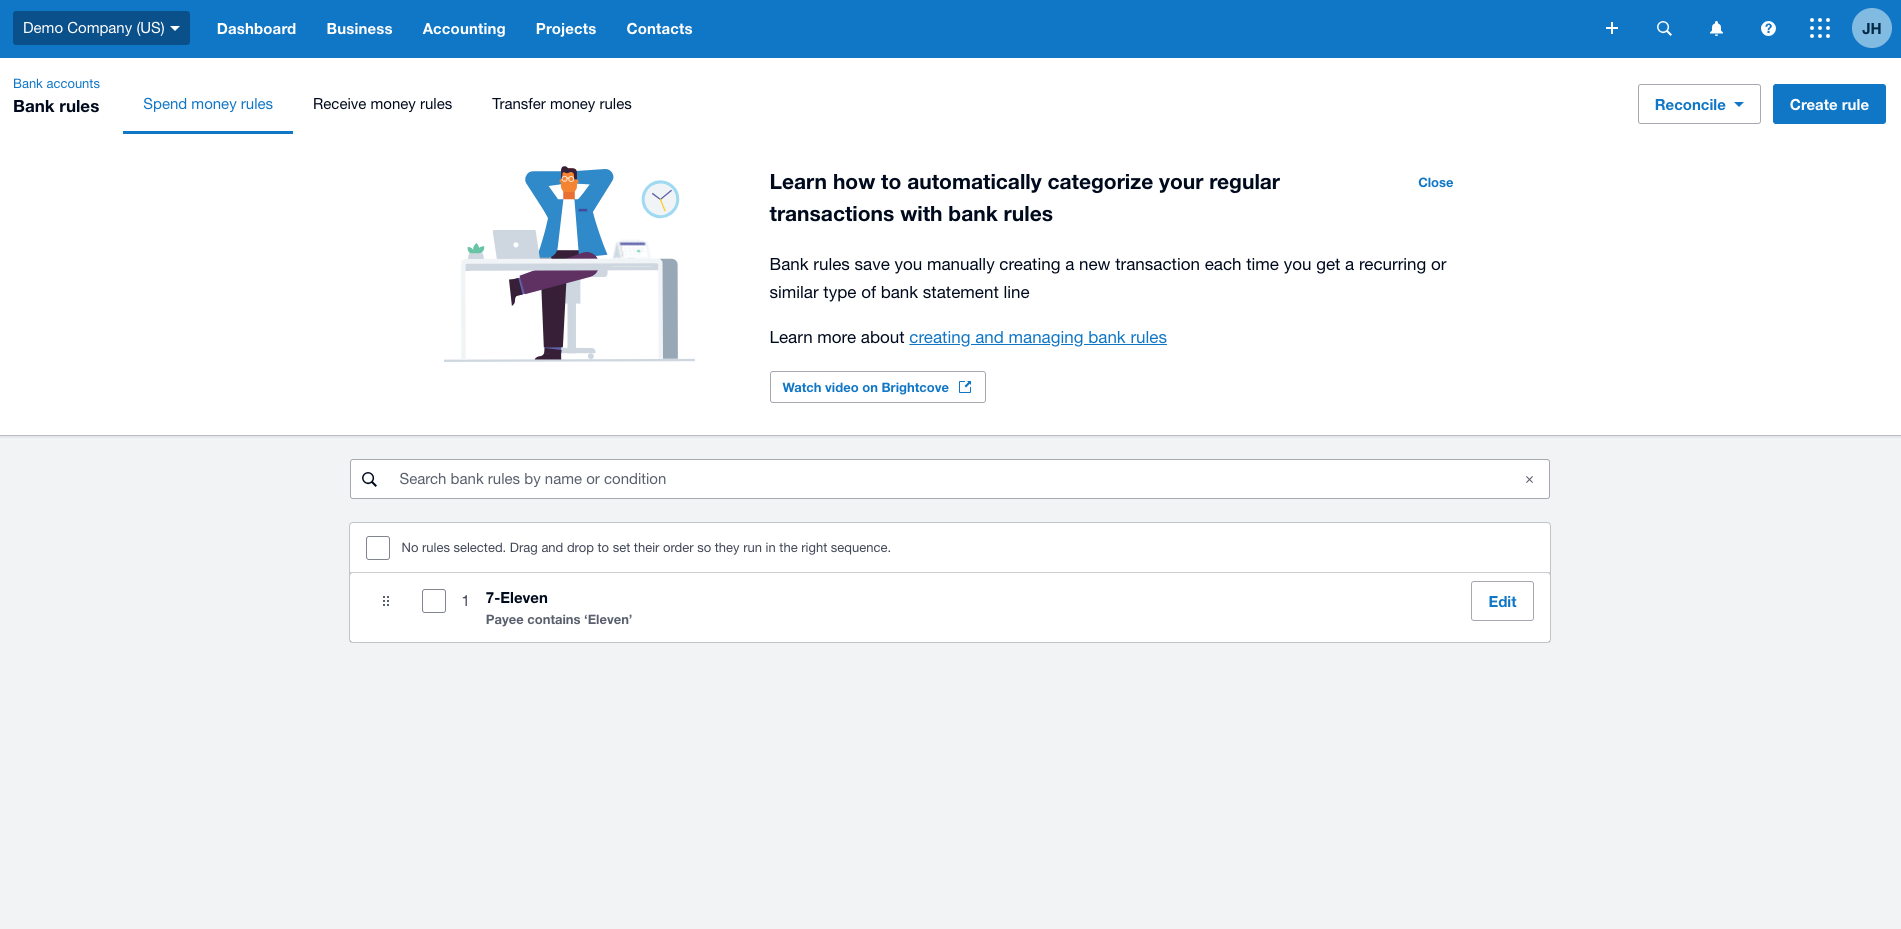 Demo Company (US)
Dashboard
Business
Accounting
Projects
Contacts
JH
Bank accounts
Bank rules
Spend money rules
Receive money rules
Transfer money rules
Reconcile
Create rule
Learn how to automatically categorize your regular
transactions with bank rules
Close
Bank rules save you manually creating a new transaction each time you get a recurring or
similar type of bank statement line
Learn more about creating and managing bank rules
Watch video on Brightcove
Search bank rules by name or condition
No rules selected. Drag and drop to set their order so they run in the right sequence.
1
7-Eleven
Payee contains ‘Eleven’
Edit